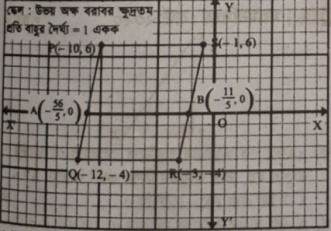 স্কেল : উভয় অক্ষ বরাবর ক্ষুদ্রতম
প্রতি বাহুর দৈর্ঘ্য = 1 একক
Y
P(−10, 6)
S(−1, 6)
A(−56/5, 0)
B(−11/5, 0)
X'
O
X
Q(−12, −4)
R(−3, −4)
Y'